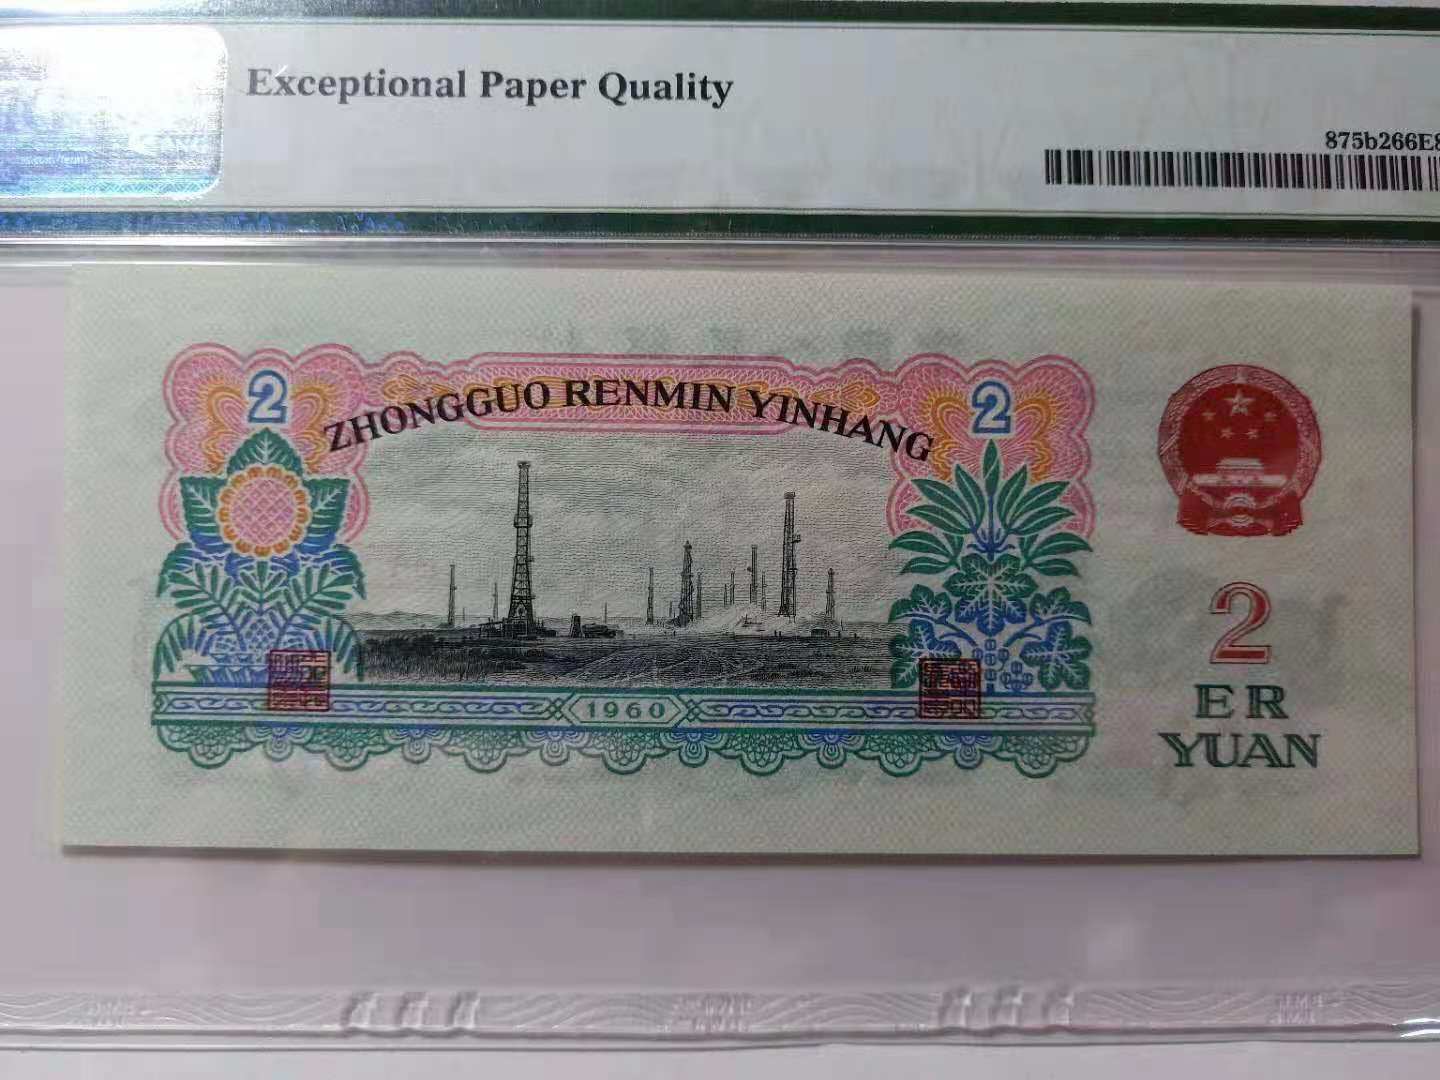 Exceptional Paper Quality
875b266E8
2
2
ZHONGGUO RENMIN YINHANG
1960
2
ER
YUAN